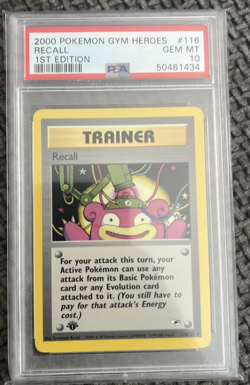 2000 POKEMON GYM HEROES #116
RECALL GEM MT
1ST EDITION 10
PSA 50461434
TRAINER
Recall
For your attack this turn, your
Active Pokémon can use any
attack from its Basic Pokémon
card or any Evolution card
attached to it. (You still have to
pay for that attack's Energy
cost.)